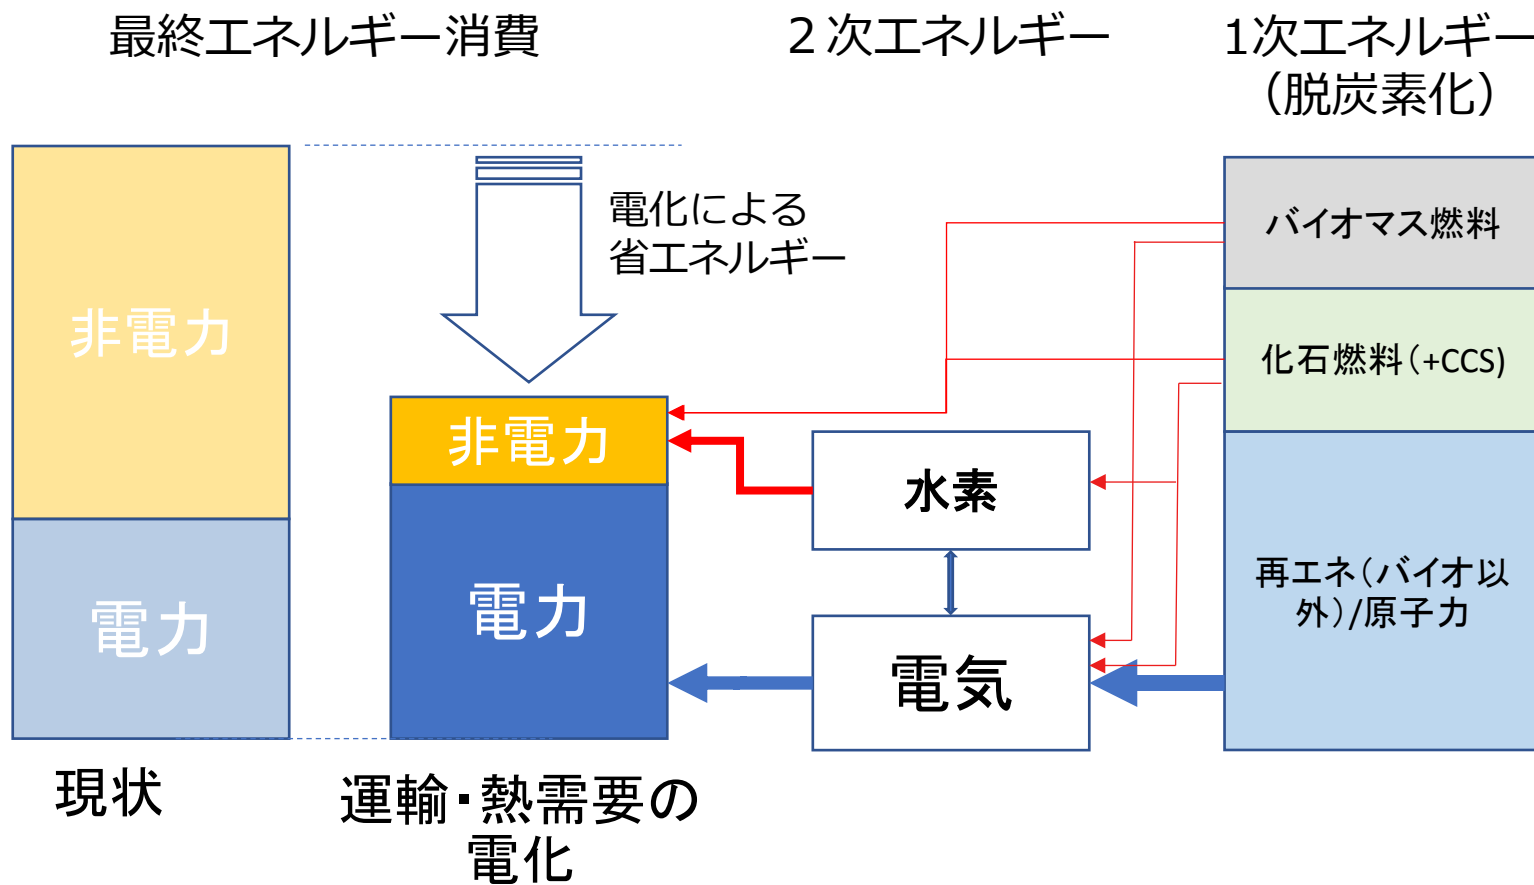 最終エネルギー消費
２次エネルギー
1次エネルギー
（脱炭素化）
電化による
省エネルギー
非電力
電力
非電力
電力
水素
電気
バイオマス燃料
化石燃料（+CCS)
再エネ（バイオ以
外）/原子力
現状
運輸・熱需要の
電化